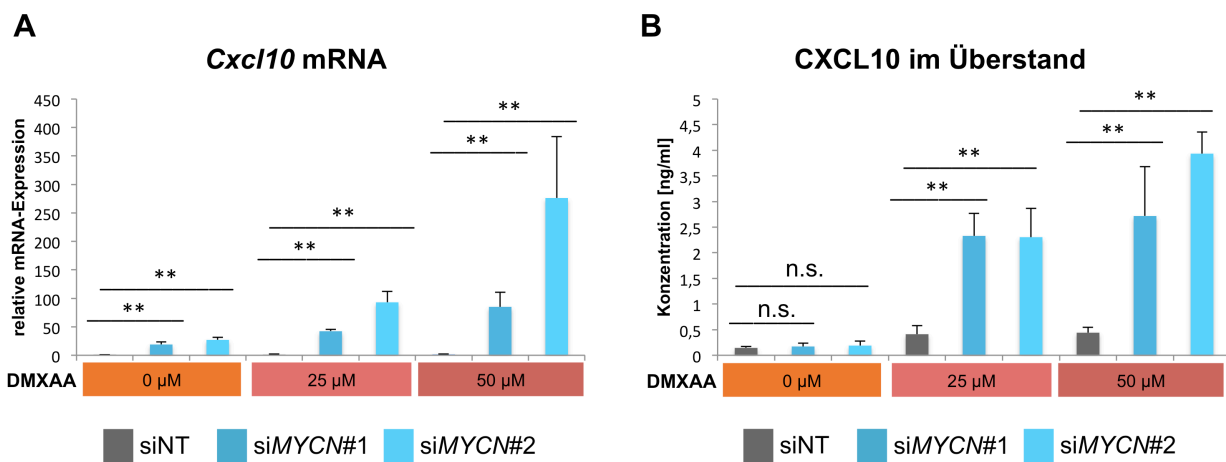 A
Cxcl10 mRNA
relative mRNA-Expression
450
400
350
300
250
200
150
100
50
0
**
**
**
**
**
**
DMXAA
0 µM
25 µM
50 µM
siNT
siMYCN#1
siMYCN#2
B
CXCL10 im Überstand
Konzentration [ng/ml]
5
4,5
4
3,5
3
2,5
2
1,5
1
0,5
0
n.s.
n.s.
**
**
**
**
DMXAA
0 µM
25 µM
50 µM
siNT
siMYCN#1
siMYCN#2